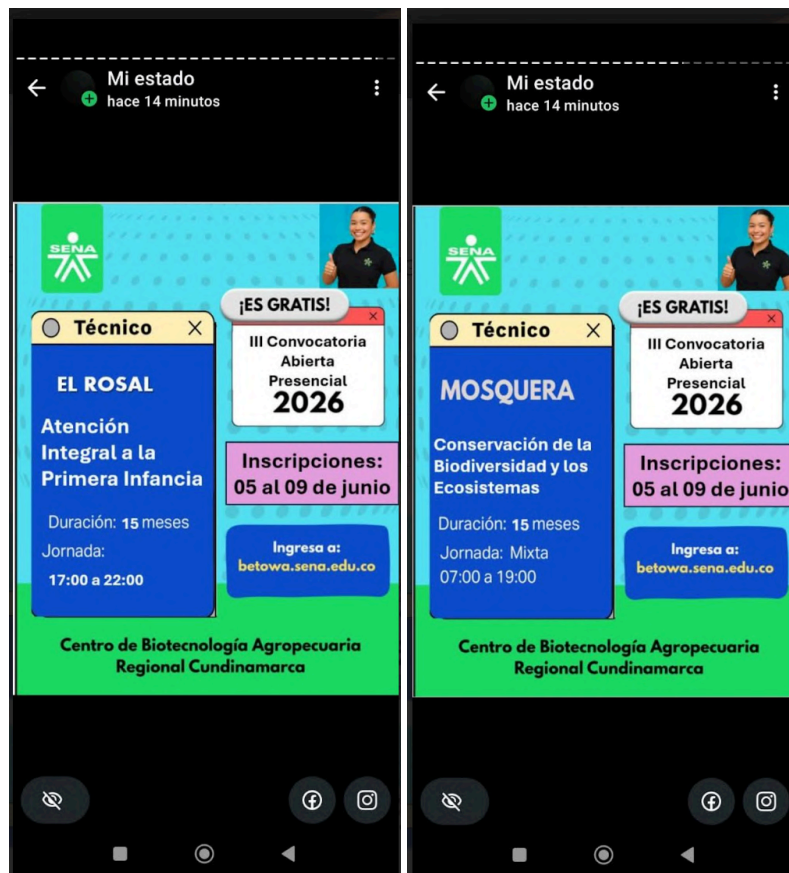 Mi estado
hace 14 minutos
SENA
¡ES GRATIS!
Técnico
III Convocatoria
Abierta
Presencial
2026
EL ROSAL
Atención
Integral a la
Primera Infancia
Inscripciones:
05 al 09 de junio
Duración: 15 meses
Jornada:
17:00 a 22:00
Ingresa a:
betowa.sena.edu.co
Centro de Biotecnología Agropecuaria
Regional Cundinamarca
Mi estado
hace 14 minutos
SENA
¡ES GRATIS!
Técnico
III Convocatoria
Abierta
Presencial
2026
MOSQUERA
Conservación de la
Biodiversidad y los
Ecosistemas
Inscripciones:
05 al 09 de junio
Duración: 15 meses
Jornada: Mixta
07:00 a 19:00
Ingresa a:
betowa.sena.edu.co
Centro de Biotecnología Agropecuaria
Regional Cundinamarca